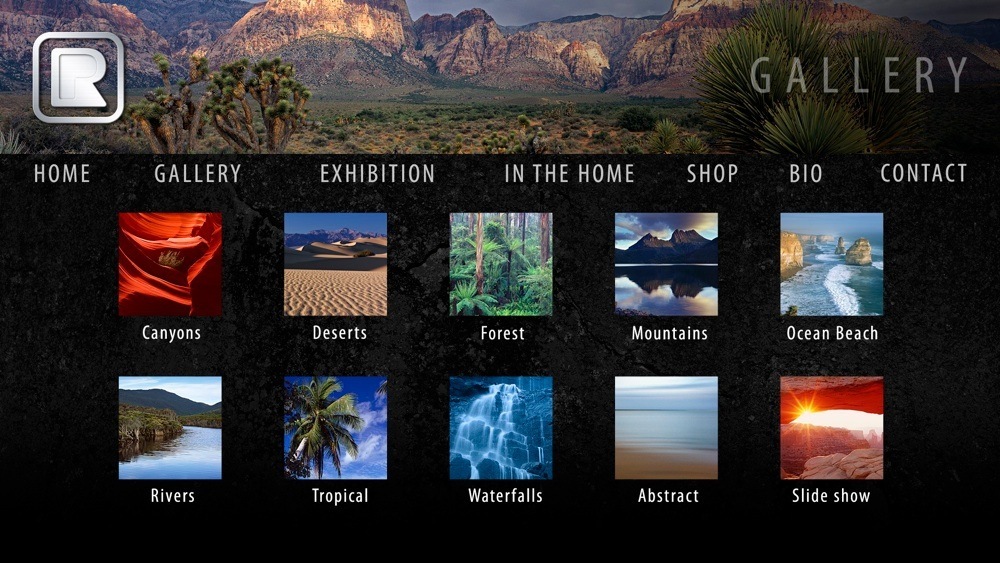 R
GALLERY
HOME GALLERY EXHIBITION IN THE HOME SHOP BIO CONTACT
Canyons Deserts Forest Mountains Ocean Beach
Rivers Tropical Waterfalls Abstract Slide show